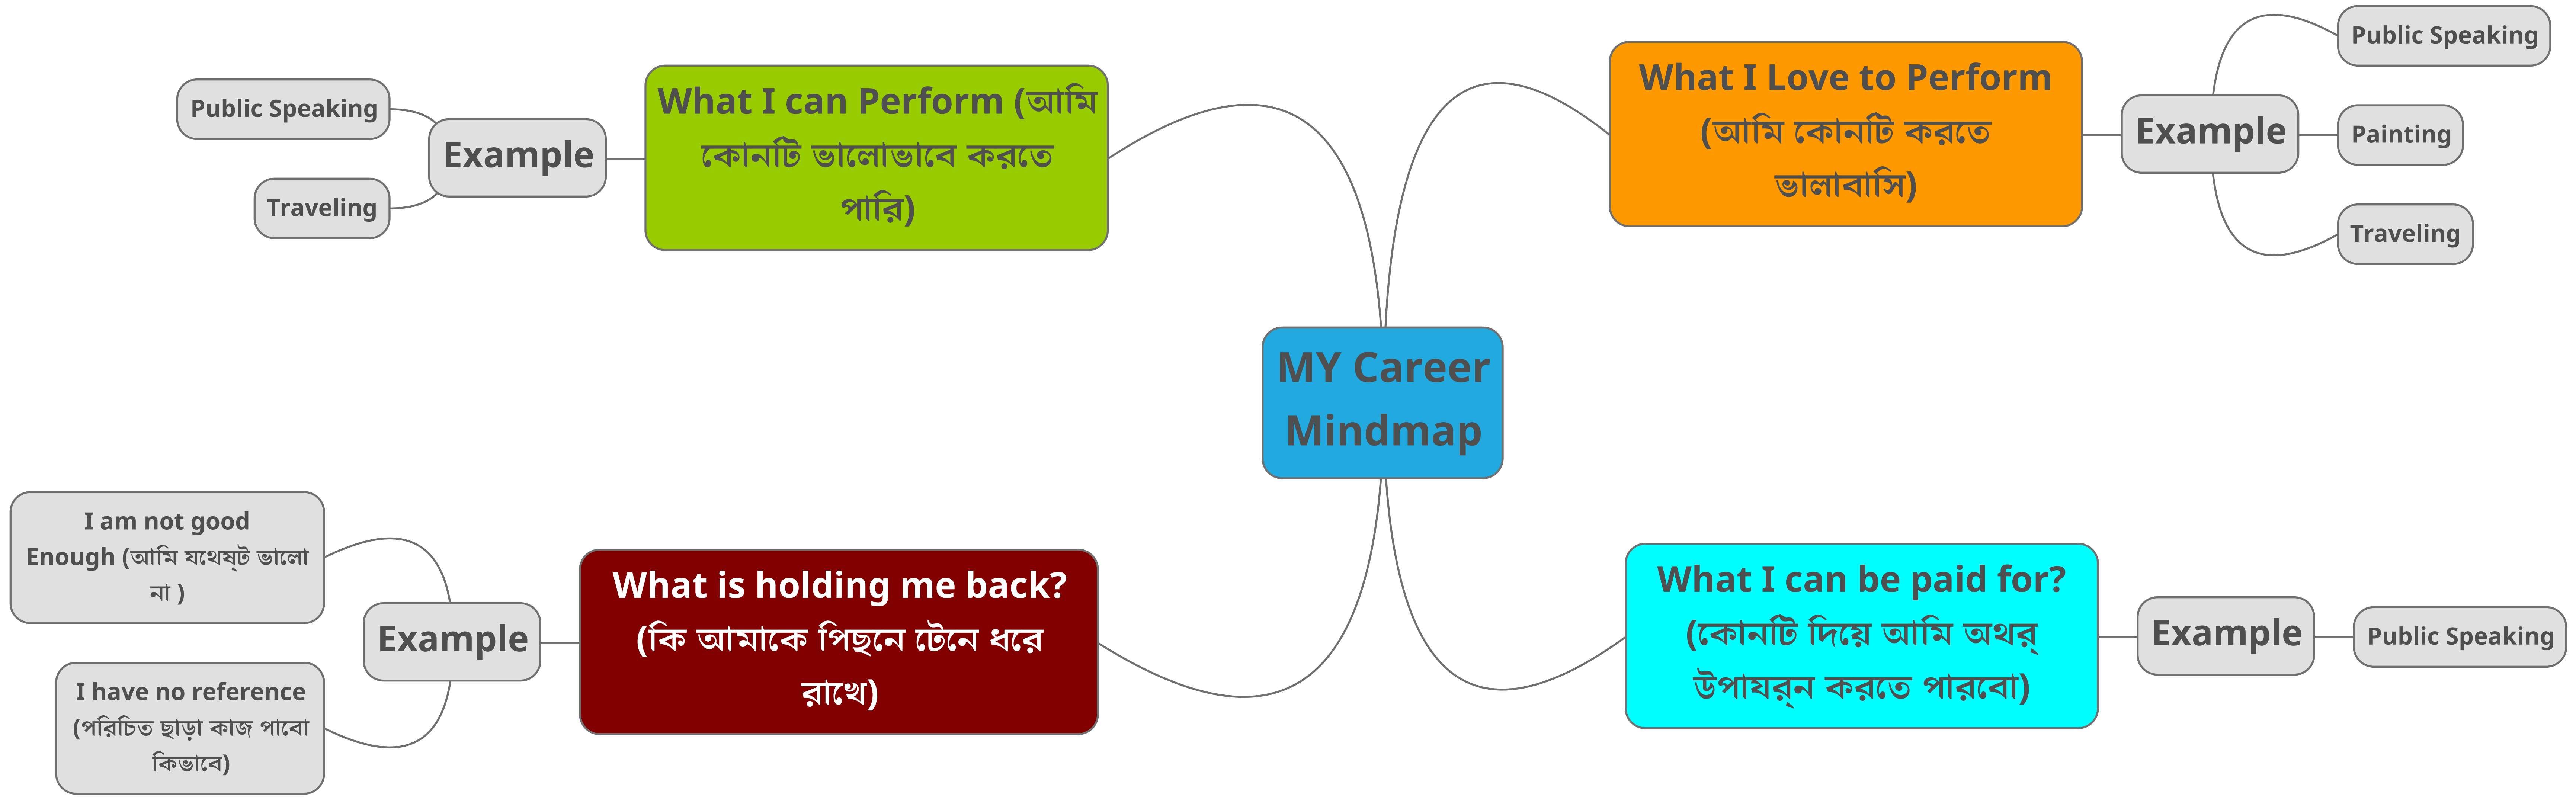 MY Career
Mindmap
What I can Perform (আমি
কোনটি ভালোভাবে করতে
পারি)
Example
Public Speaking
Traveling
What I Love to Perform
(আমি কোনটি করতে
ভালাবাসি)
Example
Public Speaking
Painting
Traveling
What is holding me back?
(কি আমাকে পিছনে টেনে ধরে
রাখে)
Example
I am not good
Enough (আমি যথেষ্ট ভালো
না )
I have no reference
(পরিচিত ছাড়া কাজ পাবো
কিভাবে)
What I can be paid for?
(কোনটি দিয়ে আমি অথর্
উপাযর্ন করতে পারবো)
Example
Public Speaking